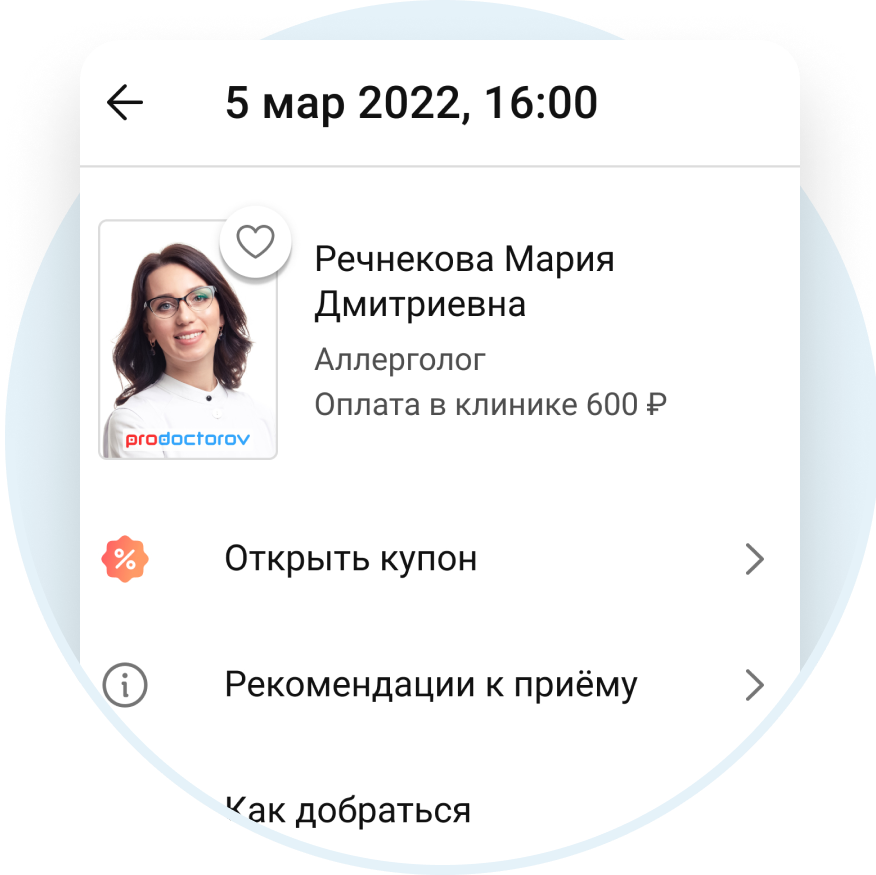 5 мар 2022, 16:00
Речнекова Мария
Дмитриевна
Аллерголог
Оплата в клинике 600 ₽
prodoctorov
Открыть купон
Рекомендации к приёму
Как добраться